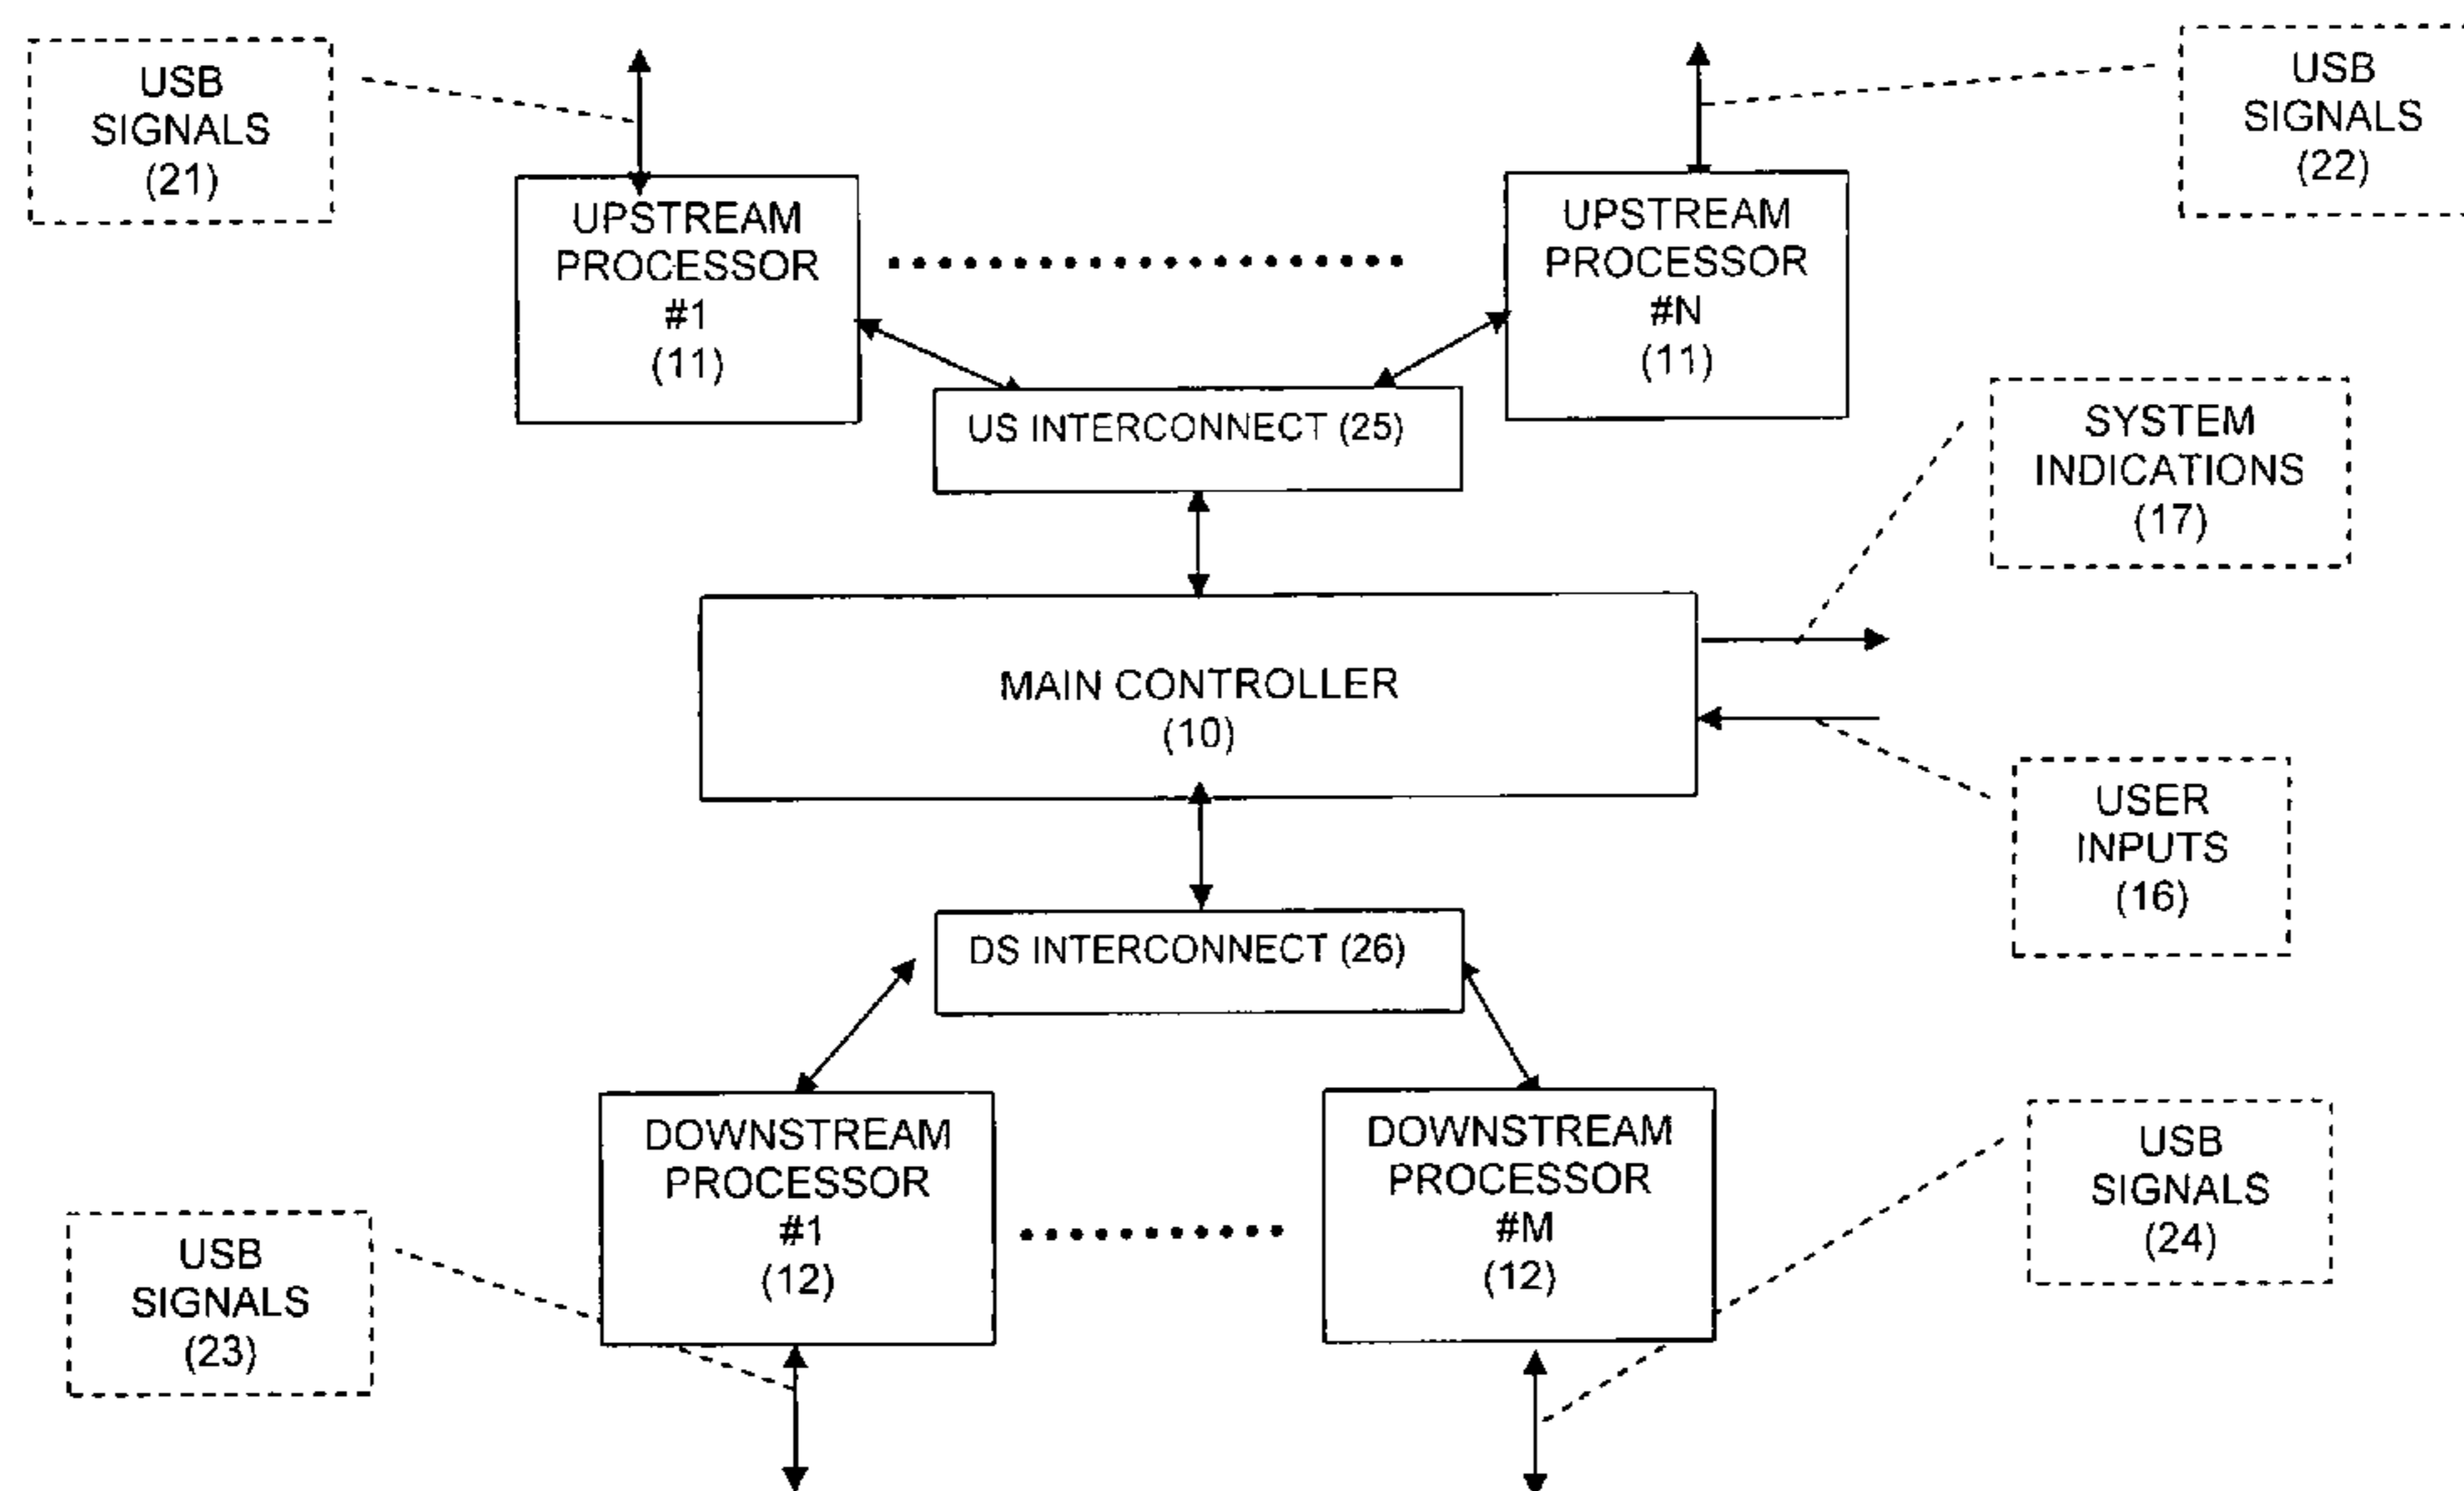 USB
SIGNALS
(21)
USB
SIGNALS
(22)
UPSTREAM
PROCESSOR
#1
(11)
UPSTREAM
PROCESSOR
#N
(11)
US INTERCONNECT (25)
SYSTEM
INDICATIONS
(17)
MAIN CONTROLLER
(10)
USER
INPUTS
(16)
DS INTERCONNECT (26)
DOWNSTREAM
PROCESSOR
#1
(12)
DOWNSTREAM
PROCESSOR
#M
(12)
USB
SIGNALS
(24)
USB
SIGNALS
(23)